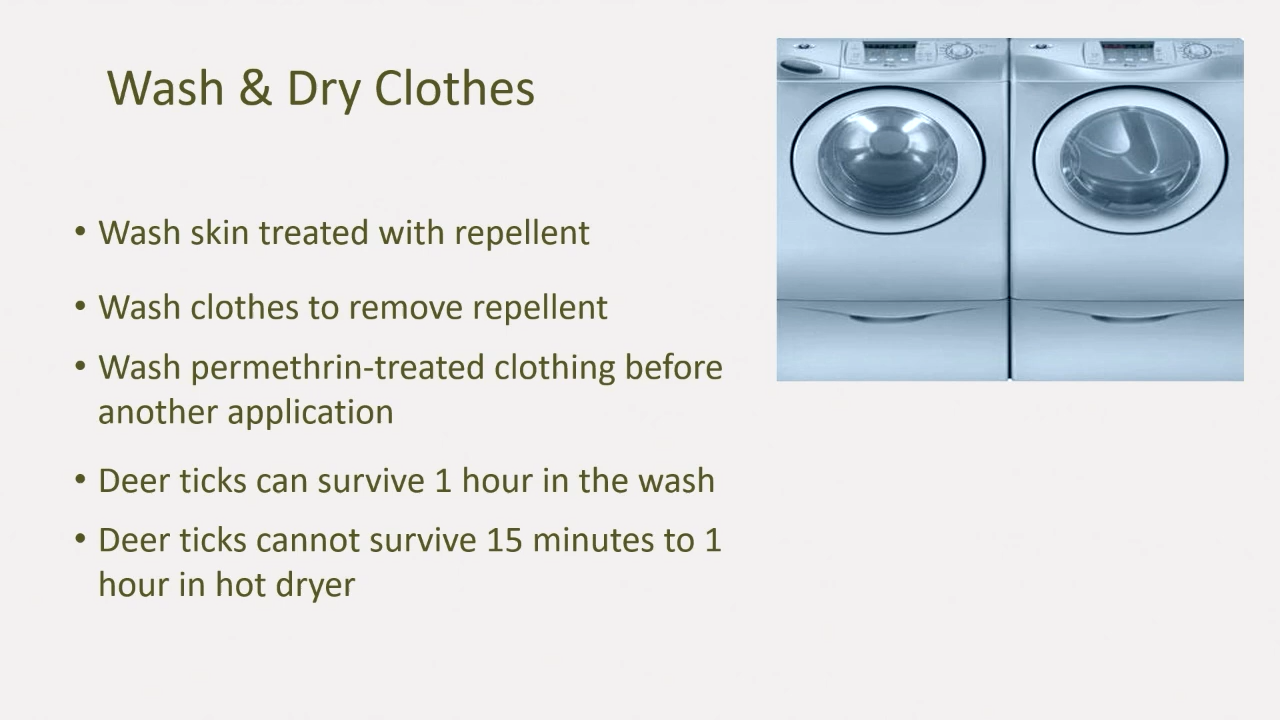 Wash & Dry Clothes
• Wash skin treated with repellent
• Wash clothes to remove repellent
• Wash permethrin-treated clothing before
another application
• Deer ticks can survive 1 hour in the wash
• Deer ticks cannot survive 15 minutes to 1
hour in hot dryer